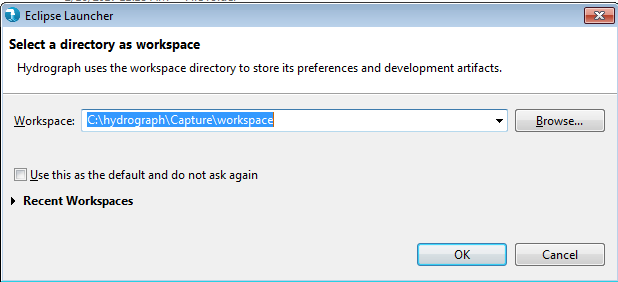 Eclipse Launcher
Select a directory as workspace
Hydrograph uses the workspace directory to store its preferences and development artifacts.
Workspace: C:\hydrograph\Capture\workspace Browse...
Use this as the default and do not ask again
Recent Workspaces
OK Cancel